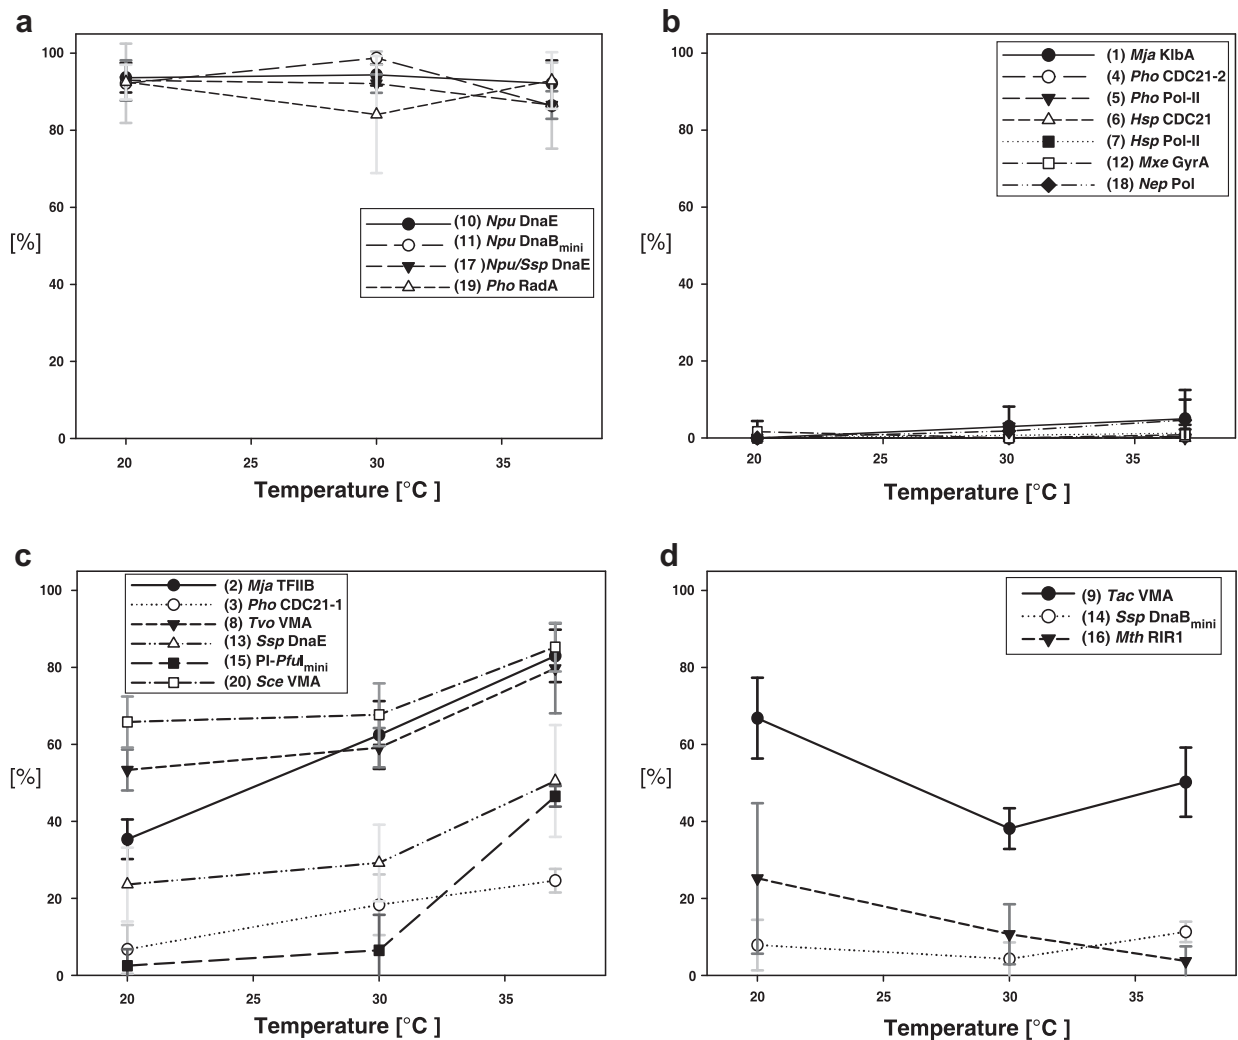 a
100
80
60
[%]
40
20
0
20
30
35
Temperature [°C ]
(10) Npu DnaE
(11) Npu DnaBmini
(17 )Npu/Ssp DnaE
(19) Pho RadA
b
100
80
60
[%]
40
20
0
20
25
30
35
Temperature [°C ]
(1) Mja KlbA
(4) Pho CDC21-2
(5) Pho Pol-II
(6) Hsp CDC21
(7) Hsp Pol-II
(12) Mxe GyrA
(18) Nep Pol
c
100
80
60
[%]
40
20
0
20
25
30
35
Temperature [°C ]
(2) Mja TFIIB
(3) Pho CDC21-1
(8) Tvo VMA
(13) Ssp DnaE
(15) PI-PfuImini
(20) Sce VMA
d
100
80
60
[%]
40
20
0
20
25
30
35
Temperature [°C ]
(9) Tac VMA
(14) Ssp DnaBmini
(16) Mth RIR1